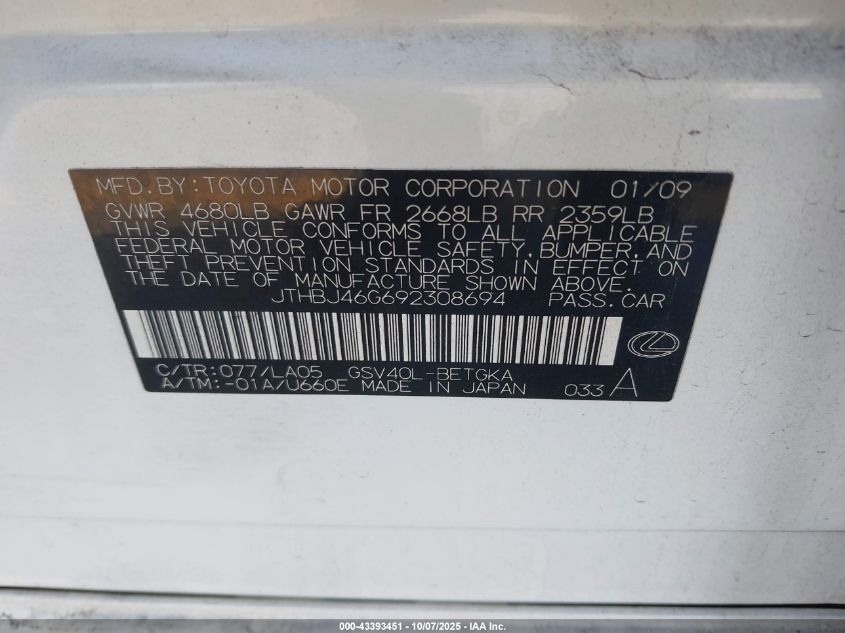 MFD.BY:TOYOTA MOTOR CORPORATION 01/09
GVWR 4680LB GAWR FR 2668LB RR 2359LB
THIS VEHICLE CONFORMS TO ALL APPLICABLE
FEDERAL MOTOR VEHICLE SAFETY,BUMPER,AND
THEFT PREVENTION STANDARDS IN EFFECT ON
THE DATE OF MANUFACTURE SHOWN ABOVE.
JTHBJ46G692308694 PASS.CAR
C/TR:077/LA05 GSV40L-BETGKA
A/TM:-01A/U660E MADE IN JAPAN 033 A
000-43393451 - 10/07/2025 - IAA Inc.